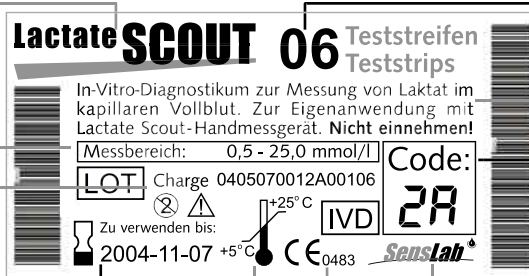 Lactate SCOUT 06 Teststreifen
Teststrips
In-Vitro-Diagnostikum zur Messung von Laktat im
kapillaren Vollblut. Zur Eigenanwendung mit
Lactate Scout-Handmessgerät. Nicht einnehmen!
Messbereich: 0,5 - 25,0 mmol/l
Code:
2A
LOT Charge 0405070012A00106
2
+25°C
IVD
Zu verwenden bis:
2004-11-07 +5°C
CE 0483
SensLab